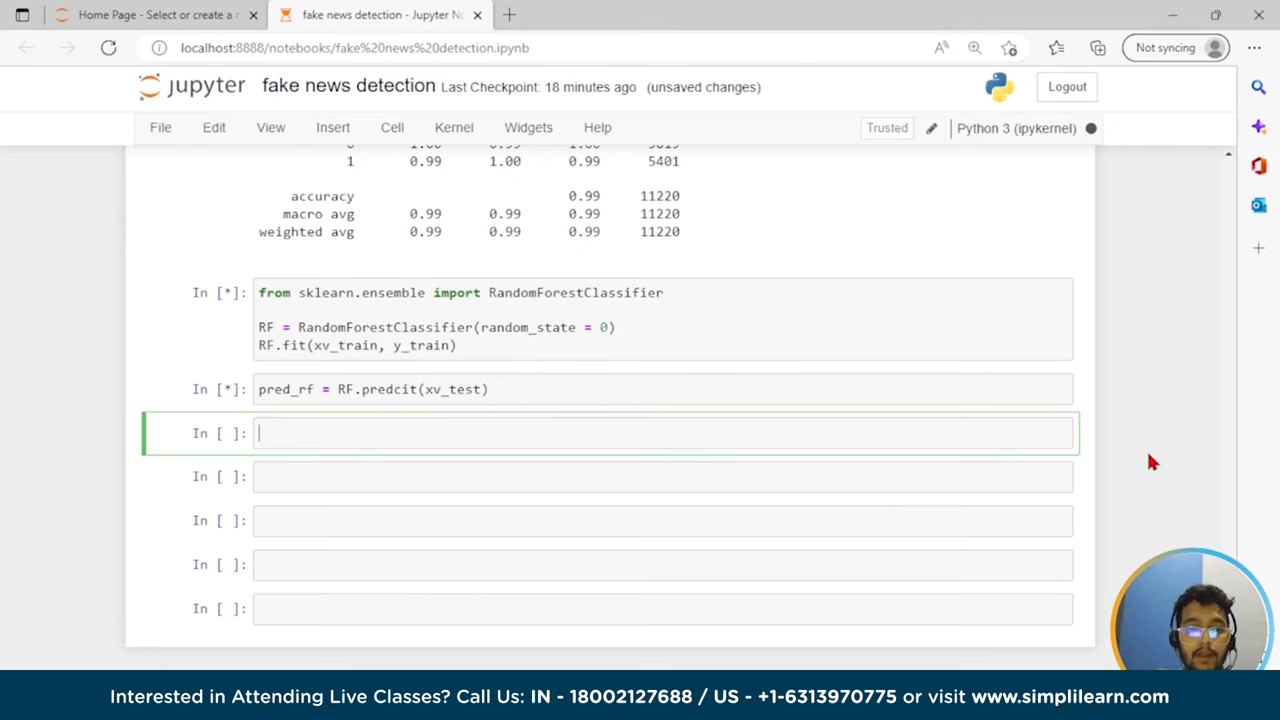 Home Page - Select or create a n
fake news detection - Jupyter No
localhost:8888/notebooks/fake%20news%20detection.ipynb
Not syncing
jupyter fake news detection Last Checkpoint: 18 minutes ago (unsaved changes)
Logout
File Edit View Insert Cell Kernel Widgets Help
Trusted
Python 3 (ipykernel)
1 0.99 1.00 0.99 5401
accuracy 0.99 11220
macro avg 0.99 0.99 0.99 11220
weighted avg 0.99 0.99 0.99 11220
In [*]: from sklearn.ensemble import RandomForestClassifier
RF = RandomForestClassifier(random_state = 0)
RF.fit(xv_train, y_train)
In [*]: pred_rf = RF.predcit(xv_test)
In [ ]:
In [ ]:
In [ ]:
In [ ]:
In [ ]:
Interested in Attending Live Classes? Call Us: IN - 18002127688 / US - +1-6313970775 or visit www.simplilearn.com